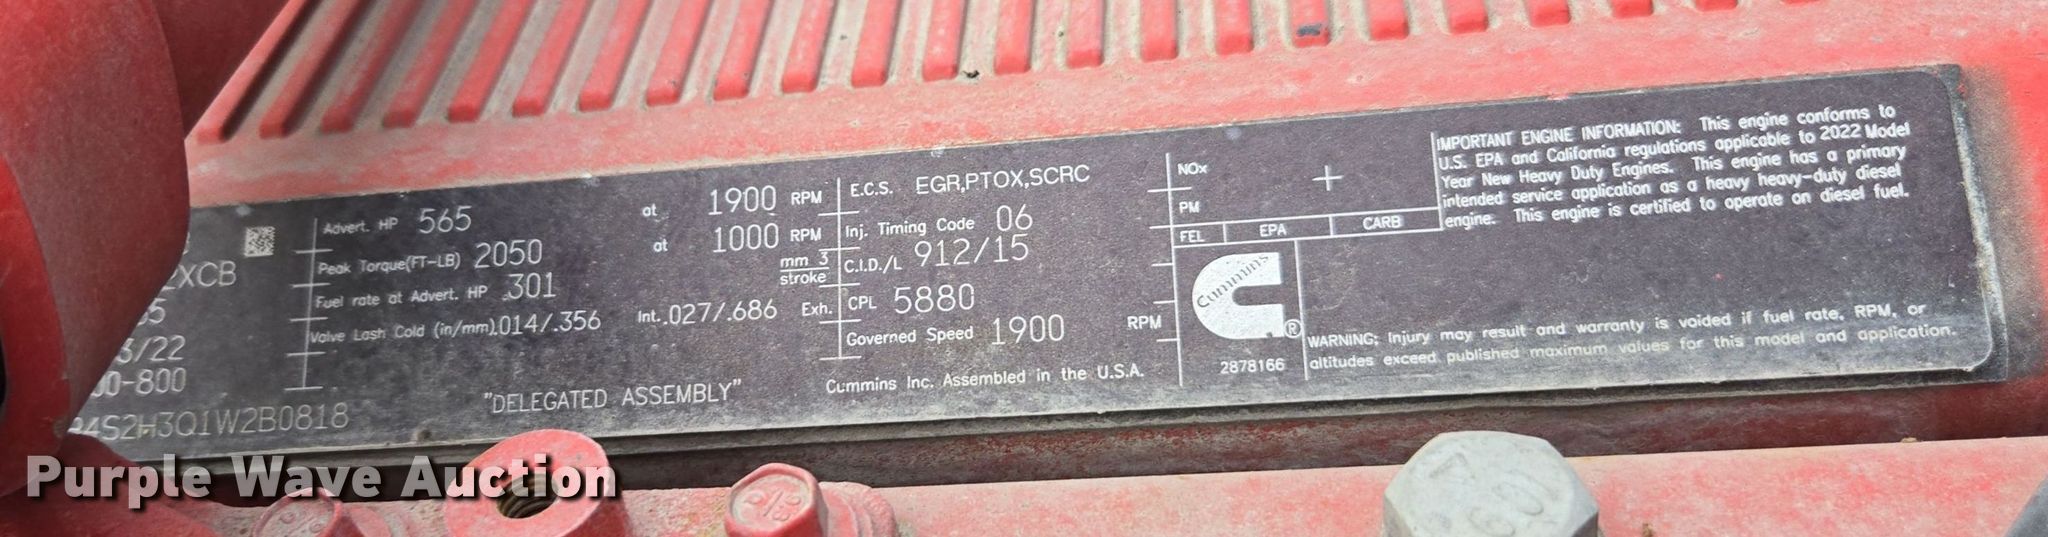 XCB
5
/22
00-800
4S2H3Q1W2B0818
Advert. HP 565 at 1900 RPM
Peak Torque(FT-LB) 2050 at 1000 RPM
Fuel rate at Advert. HP .301 mm 3 stroke
Valve Lash Cold (in/mm).014/.356 Int..027/.686 Exh.
"DELEGATED ASSEMBLY"
E.C.S. EGR,PTOX,SCRC
Inj. Timing Code 06
C.I.D./L 912/15
CPL 5880
Governed Speed 1900 RPM
Cummins Inc. Assembled in the U.S.A.
NOx
PM
FEL EPA CARB
Cummins
®
2878166
IMPORTANT ENGINE INFORMATION: This engine conforms to
U.S. EPA and California regulations applicable to 2022 Model
Year New Heavy Duty Engines. This engine has a primary
intended service application as a heavy heavy-duty diesel
engine. This engine is certified to operate on diesel fuel.
WARNING: Injury may result and warranty is voided if fuel rate, RPM, or
altitudes exceed published maximum values for this model and application.
Purple Wave Auction